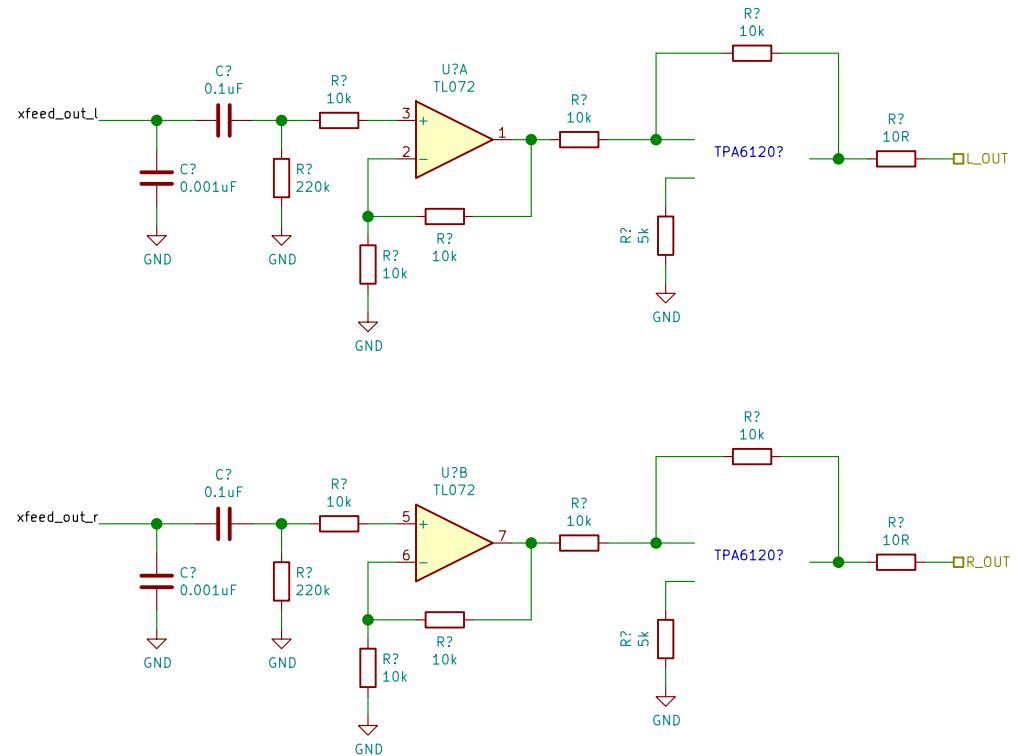 R?
10k
C?
0.1uF
R?
10k
U?A
TL072
R?
10k
R?
10R
xfeed_out_l
3
+
1
2
−
TPA6120?
L_OUT
C?
0.001uF
R?
220k
R?
10k
R?
5k
GND
GND
R?
10k
GND
GND
R?
10k
C?
0.1uF
R?
10k
U?B
TL072
R?
10k
R?
10R
xfeed_out_r
5
+
7
6
−
TPA6120?
R_OUT
C?
0.001uF
R?
220k
R?
10k
R?
5k
GND
GND
R?
10k
GND
GND